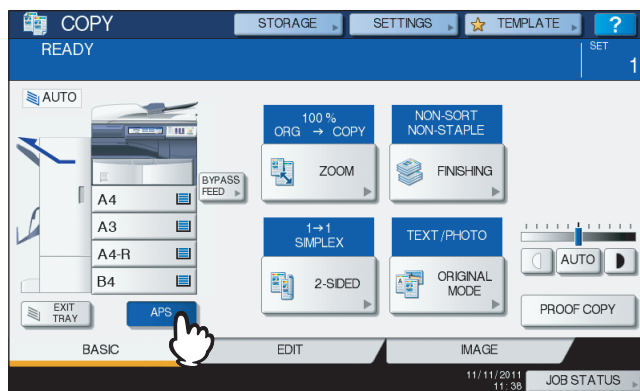 COPY
STORAGE
SETTINGS
TEMPLATE
?
READY
SET
1
AUTO
100 %
ORG → COPY
NON-SORT
NON-STAPLE
ZOOM
FINISHING
BYPASS
FEED
A4
A3
A4-R
B4
1→1
SIMPLEX
TEXT/PHOTO
2-SIDED
ORIGINAL
MODE
AUTO
EXIT
TRAY
APS
PROOF COPY
BASIC
EDIT
IMAGE
11/11/2011
11:38
JOB STATUS